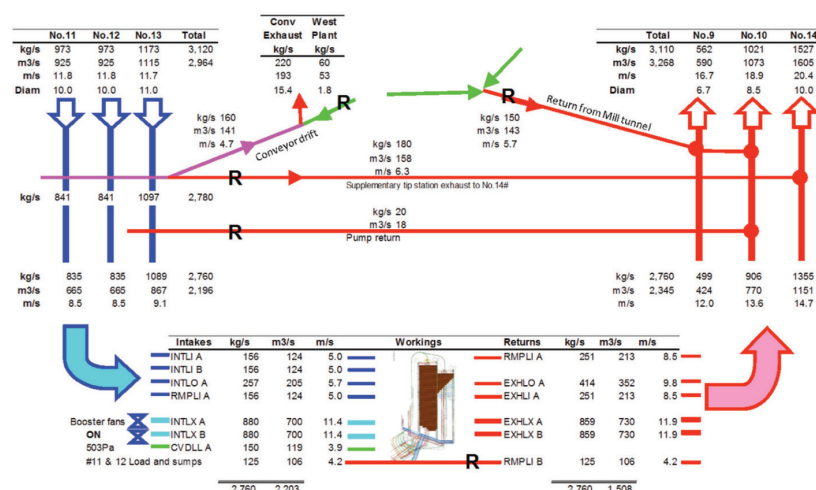 No.11 No.12 No.13 Total
kg/s 973 973 1173 3,120
m3/s 925 925 1115 2,964
m/s 11.8 11.8 11.7
Diam 10.0 10.0 11.0
Conv West
Exhaust Plant
kg/s kg/s
220 60
193 53
15.4 1.8
Total No.9 No.10 No.14
kg/s 3,110 562 1021 1527
m3/s 3,268 590 1073 1605
m/s 16.7 18.9 20.4
Diam 6.7 8.5 10.0
R
R
Return from Mill tunnel
kg/s 160
m3/s 141
m/s 4.7
Conveyor drift
kg/s 150
m3/s 143
m/s 5.7
kg/s 180
m3/s 158
m/s 6.3
R
Supplementary tip station exhaust to No.14#
kg/s 841 841 1097 2,780
kg/s 20
m3/s 18
R
Pump return
kg/s 835 835 1089 2,760
m3/s 665 665 867 2,196
m/s 8.5 8.5 9.1
kg/s 2,760 499 906 1355
m3/s 2,345 424 770 1151
m/s 12.0 13.6 14.7
Intakes kg/s m3/s m/s Workings Returns kg/s m3/s m/s
INTLI A 156 124 5.0 RMPLI A 251 213 8.5
INTLI B 156 124 5.0
INTLO A 257 205 5.7 EXHLO A 414 352 9.8
RMPLI A 156 124 5.0 EXHLI A 251 213 8.5
Booster fans INTLX A 880 700 11.4 EXHLX A 859 730 11.9
ON INTLX B 880 700 11.4 EXHLX B 859 730 11.9
503Pa CVDLL A 150 119 3.9
#11 & 12 Load and sumps 125 106 4.2 R RMPLI B 125 106 4.2
2,760 2,203 2,760 1,508